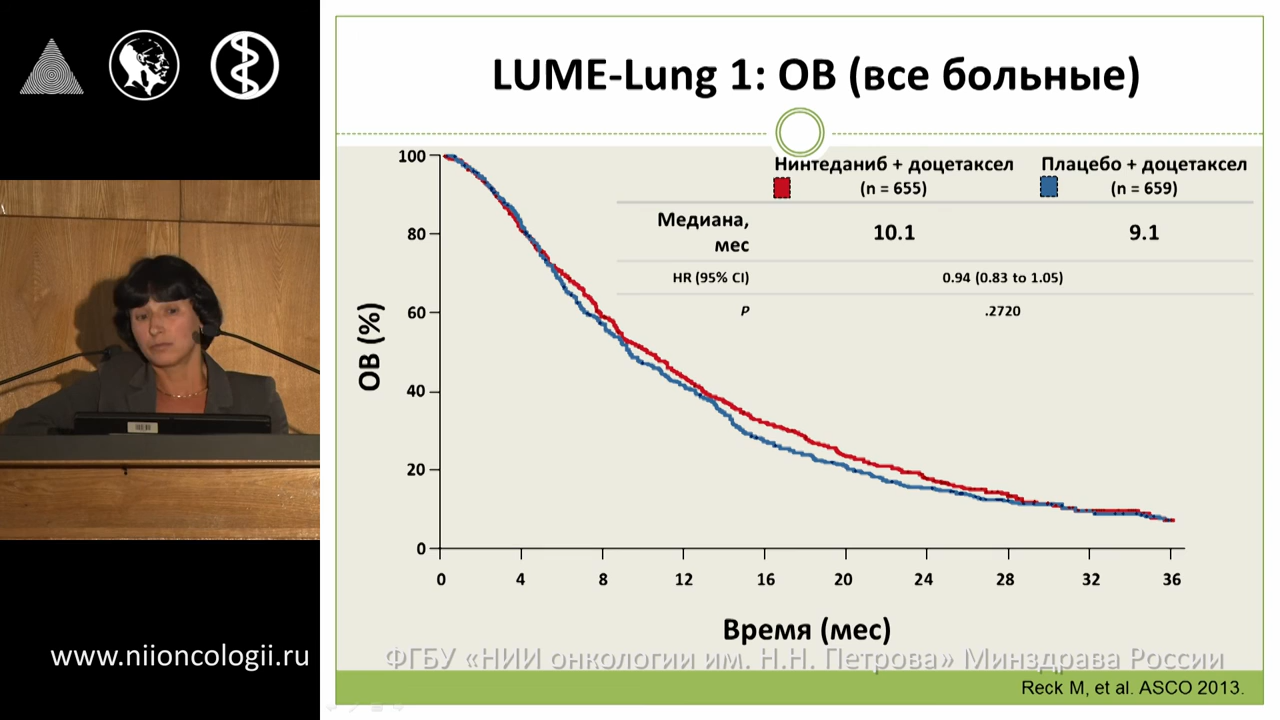 LUME-Lung 1: ОВ (все больные)
Нинтеданиб + доцетаксел
(n = 655)
Плацебо + доцетаксел
(n = 659)
Медиана,
мес
10.1
9.1
HR (95% CI)
0.94 (0.83 to 1.05)
P
.2720
ОВ (%)
100
80
60
40
20
0
0 4 8 12 16 20 24 28 32 36
Время (мес)
ФГБУ «НИИ онкологии им. Н.Н. Петрова» Минздрава России
Reck M, et al. ASCO 2013.
www.niioncologii.ru